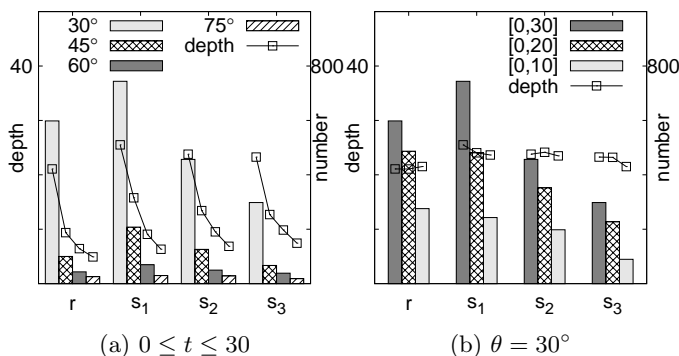 30° 75°
45° depth
60°
40
800
depth
number
r s1 s2 s3
(a) 0 ≤ t ≤ 30
[0,30]
[0,20]
[0,10]
depth
40
800
depth
number
r s1 s2 s3
(b) θ = 30°